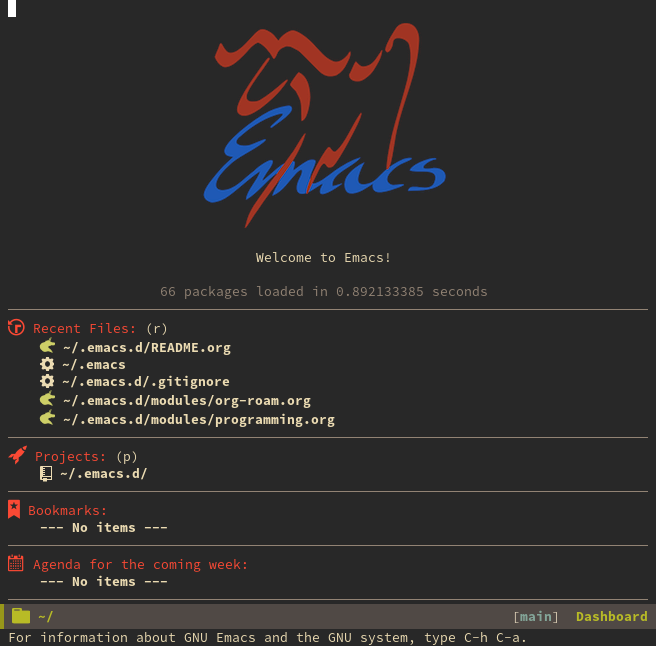 Emacs
Welcome to Emacs!
66 packages loaded in 0.892133385 seconds
Recent Files: (r)
~/.emacs.d/README.org
~/.emacs
~/.emacs.d/.gitignore
~/.emacs.d/modules/org-roam.org
~/.emacs.d/modules/programming.org
Projects: (p)
~/.emacs.d/
Bookmarks:
--- No items ---
Agenda for the coming week:
--- No items ---
~/ [main] Dashboard
For information about GNU Emacs and the GNU system, type C-h C-a.